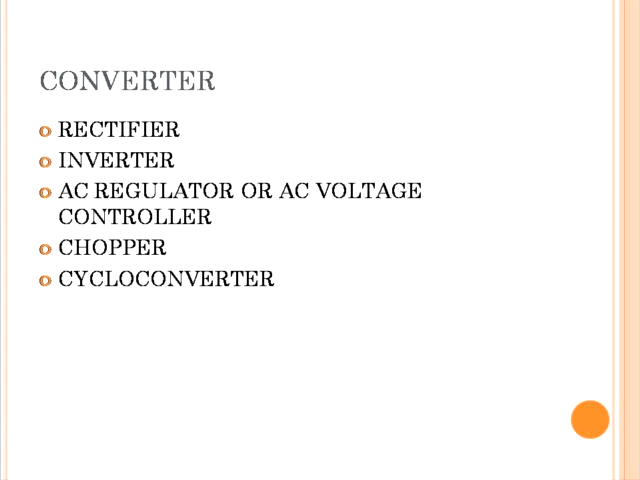 CONVERTER
RECTIFIER
INVERTER
AC REGULATOR OR AC VOLTAGE
CONTROLLER
CHOPPER
CYCLOCONVERTER